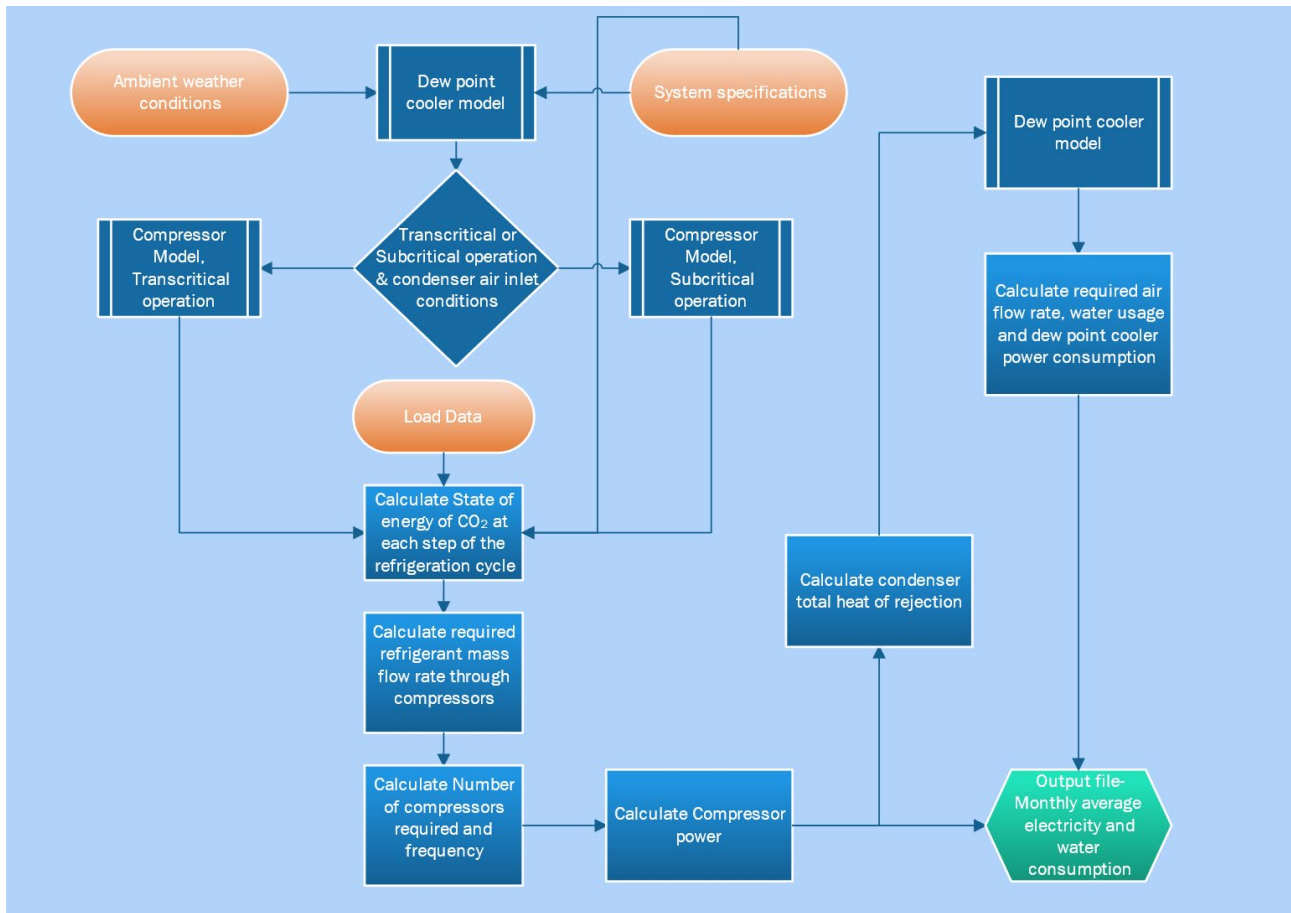 Ambient weather
conditions
Dew point
cooler model
System specifications
Dew point cooler
model
Compressor
Model,
Transcritical
operation
Transcritical or
Subcritical operation
& condenser air inlet
conditions
Compressor
Model,
Subcritical
operation
Calculate required air
flow rate, water usage
and dew point cooler
power consumption
Load Data
Calculate State of
energy of CO₂ at
each step of the
refrigeration cycle
Calculate condenser
total heat of rejection
Calculate required
refrigerant mass
flow rate through
compressors
Calculate Number
of compressors
required and
frequency
Calculate Compressor
power
Output file-
Monthly average
electricity and
water
consumption